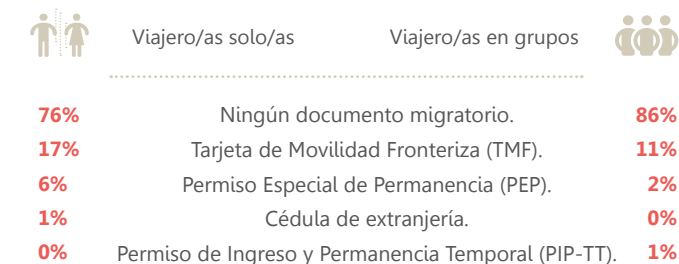 Viajero/as solo/as Viajero/as en grupos
76% Ningún documento migratorio. 86%
17% Tarjeta de Movilidad Fronteriza (TMF). 11%
6% Permiso Especial de Permanencia (PEP). 2%
1% Cédula de extranjería. 0%
0% Permiso de Ingreso y Permanencia Temporal (PIP-TT). 1%